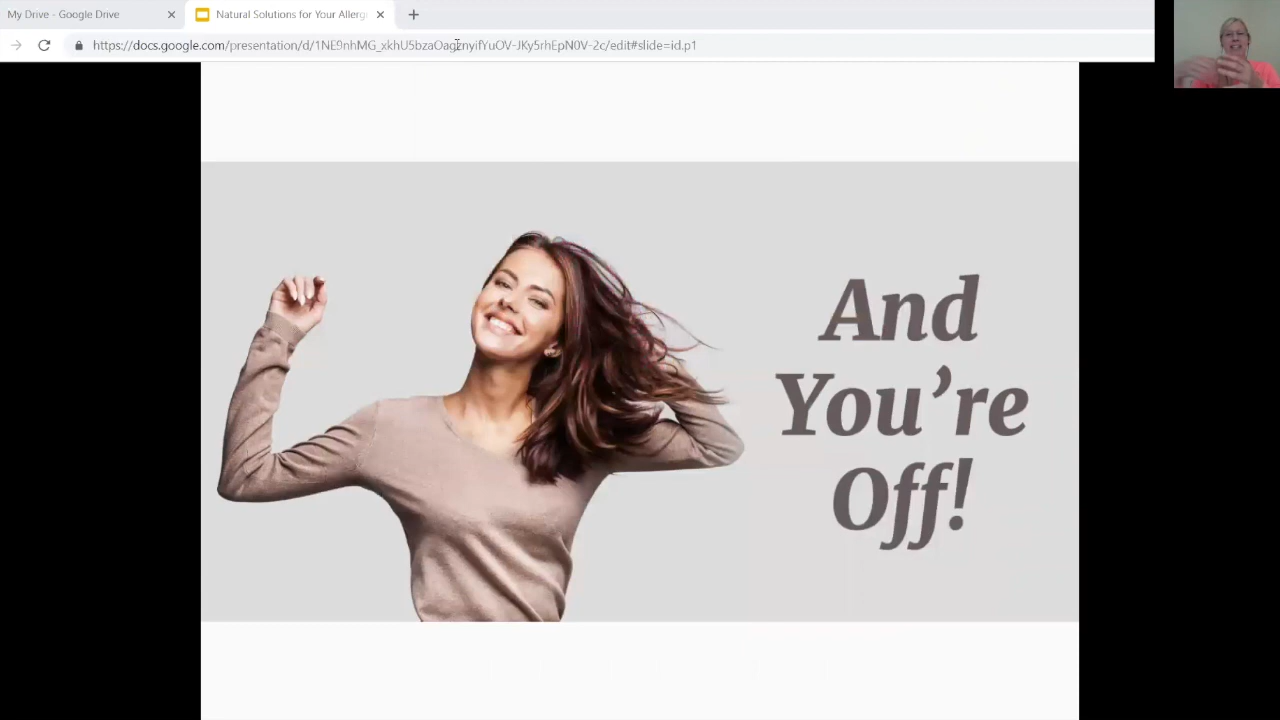 My Drive - Google Drive
Natural Solutions for Your Allerg
https://docs.google.com/presentation/d/1NE9nhMG_xkhU5bzaOagznyifYuOV-JKy5rhEpN0V-2c/edit#slide=id.p1
And
You’re
Off!